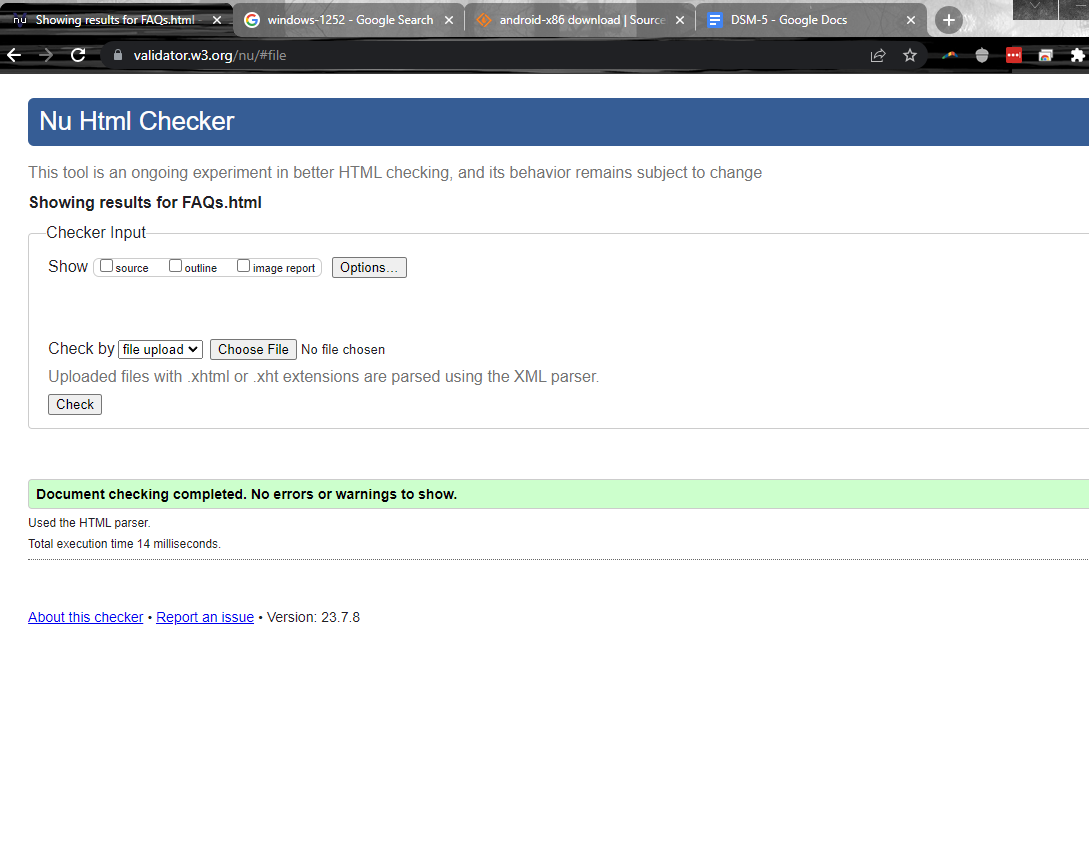 nu Showing results for FAQs.html - windows-1252 - Google Search android-x86 download | Source DSM-5 - Google Docs
validator.w3.org/nu/#file
Nu Html Checker
This tool is an ongoing experiment in better HTML checking, and its behavior remains subject to change
Showing results for FAQs.html
Checker Input
Show source outline image report Options...
Check by file upload Choose File No file chosen
Uploaded files with .xhtml or .xht extensions are parsed using the XML parser.
Check
Document checking completed. No errors or warnings to show.
Used the HTML parser.
Total execution time 14 milliseconds.
About this checker • Report an issue • Version: 23.7.8